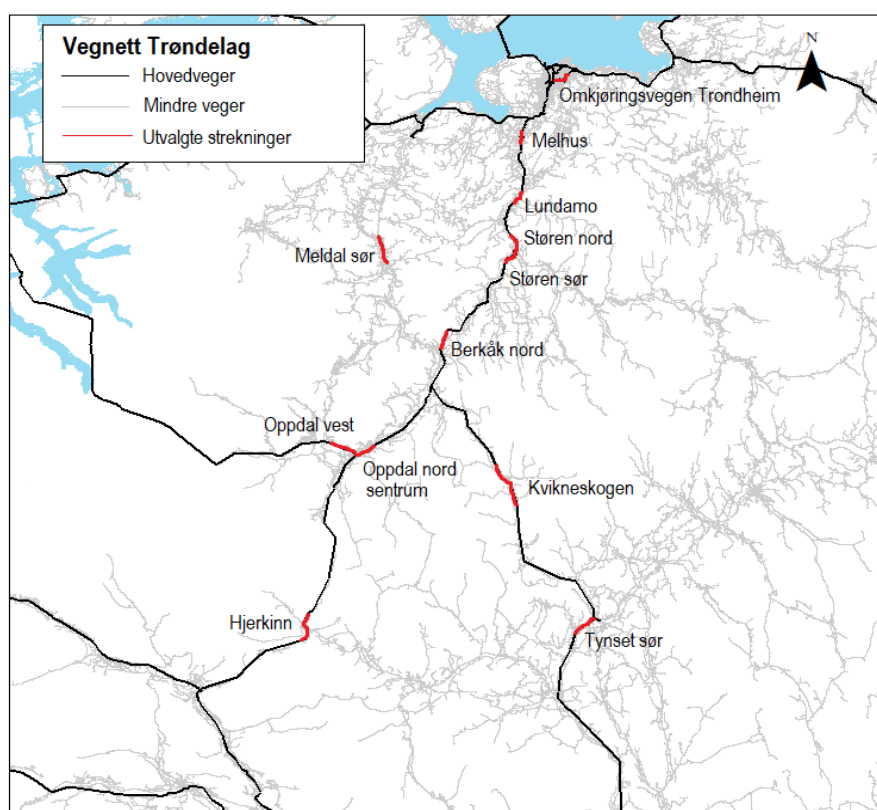 Vegnett Trøndelag
Hovedveger
Mindre veger
Utvalgte strekninger
N
Omkjøringsvegen Trondheim
Melhus
Lundamo
Støren nord
Meldal sør
Støren sør
Berkåk nord
Oppdal vest
Oppdal nord
sentrum
Kvikneskogen
Hjerkinn
Tynset sør